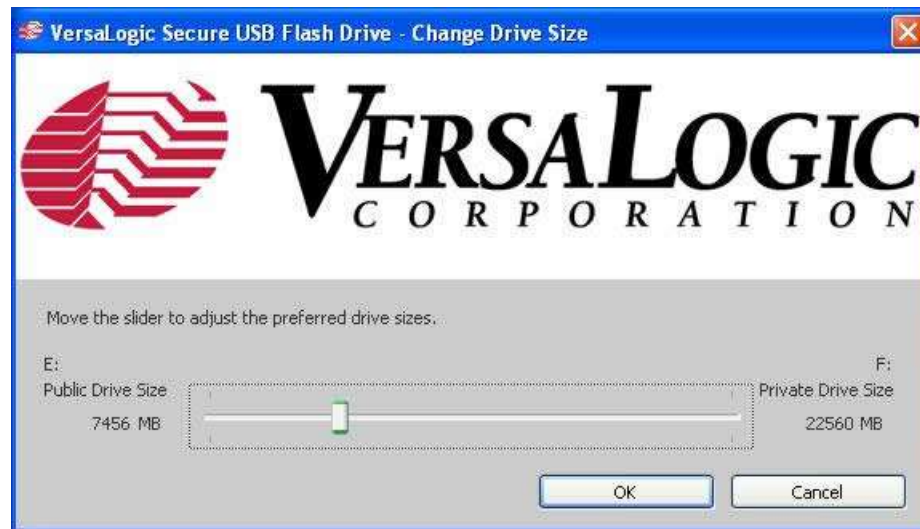 VersaLogic Secure USB Flash Drive - Change Drive Size
VERSALOGIC
CORPORATION
Move the slider to adjust the preferred drive sizes.
E: F:
Public Drive Size Private Drive Size
7456 MB 22560 MB
OK Cancel